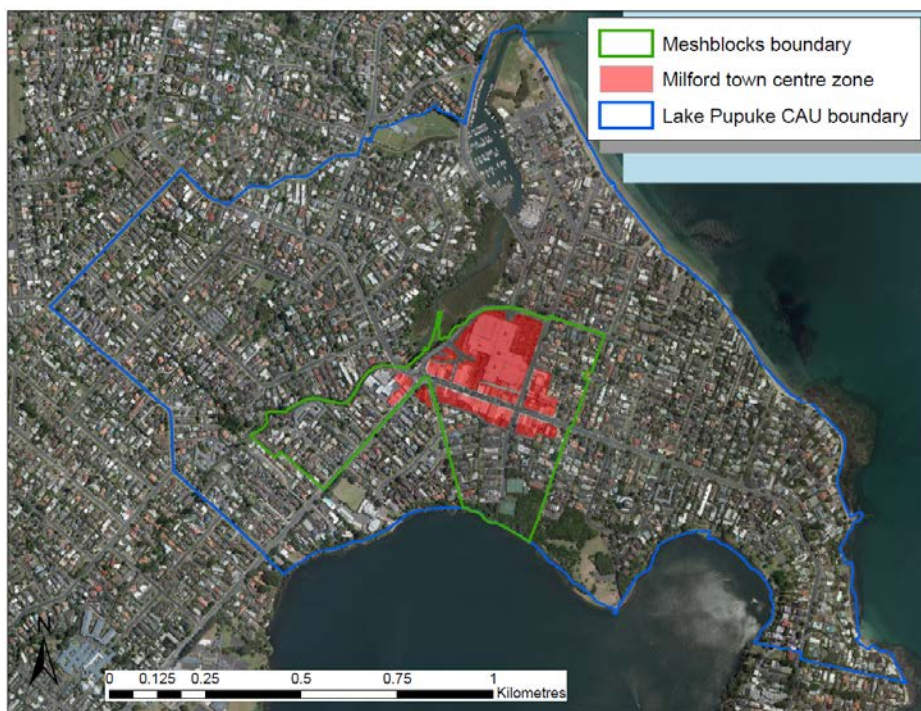 Meshblocks boundary
Milford town centre zone
Lake Pupuke CAU boundary
N
0 0.125 0.25 0.5 0.75 1
Kilometres